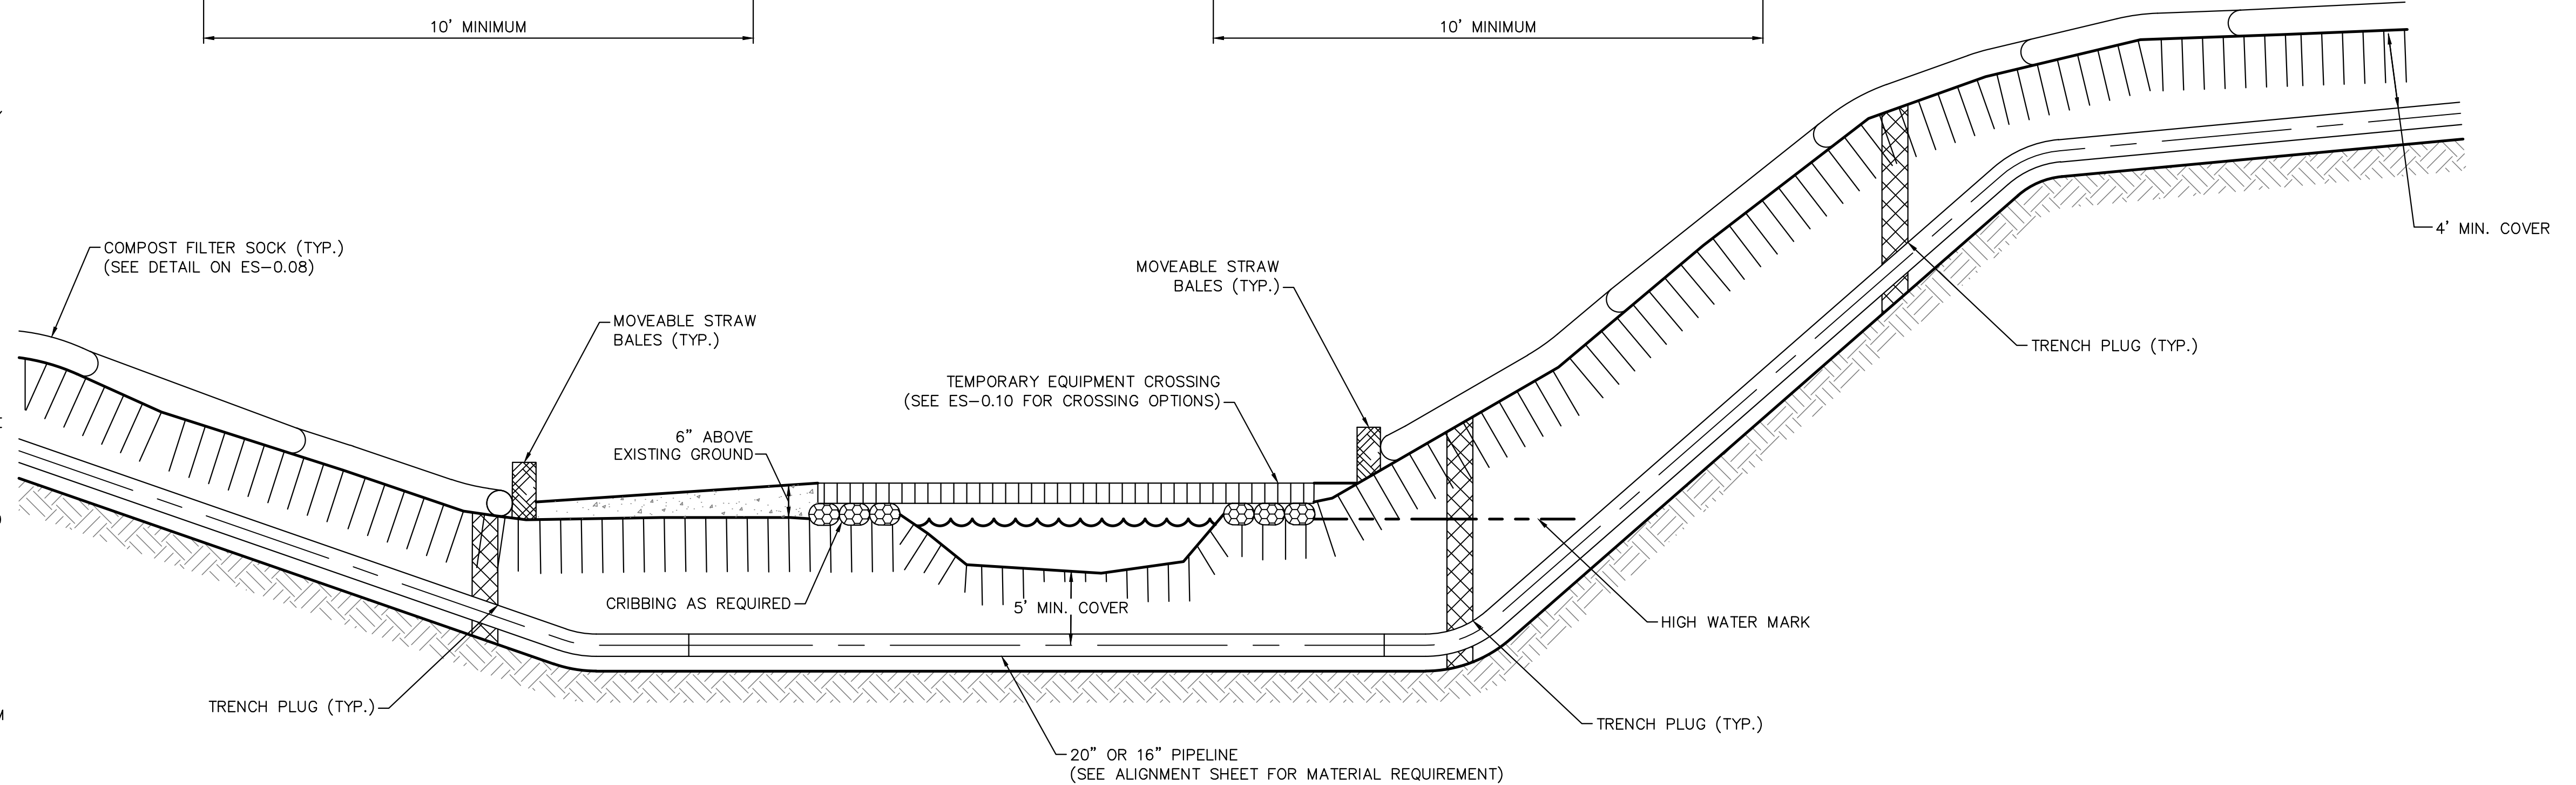 10' MINIMUM
10' MINIMUM
COMPOST FILTER SOCK (TYP.)
(SEE DETAIL ON ES-0.08)
MOVEABLE STRAW
BALES (TYP.)
MOVEABLE STRAW
BALES (TYP.)
4' MIN. COVER
TRENCH PLUG (TYP.)
TEMPORARY EQUIPMENT CROSSING
(SEE ES-0.10 FOR CROSSING OPTIONS)
6" ABOVE
EXISTING GROUND
CRIBBING AS REQUIRED
5' MIN. COVER
HIGH WATER MARK
TRENCH PLUG (TYP.)
TRENCH PLUG (TYP.)
20" OR 16" PIPELINE
(SEE ALIGNMENT SHEET FOR MATERIAL REQUIREMENT)